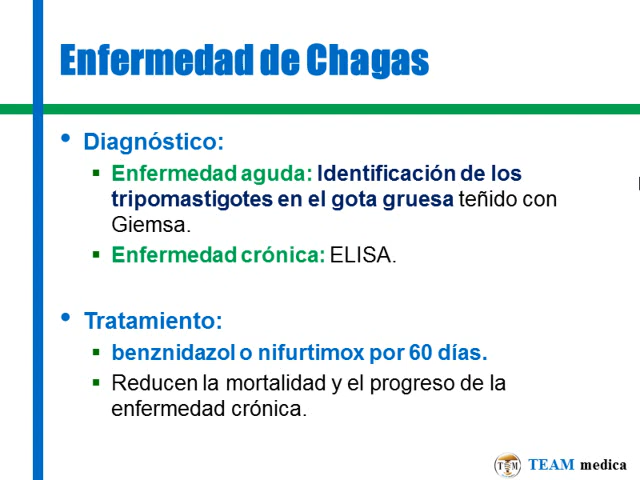 Enfermedad de Chagas
• Diagnóstico:
▪ Enfermedad aguda: Identificación de los
tripomastigotes en el gota gruesa teñido con
Giemsa.
▪ Enfermedad crónica: ELISA.
• Tratamiento:
▪ benznidazol o nifurtimox por 60 días.
▪ Reducen la mortalidad y el progreso de la
enfermedad crónica.
TEAM medica